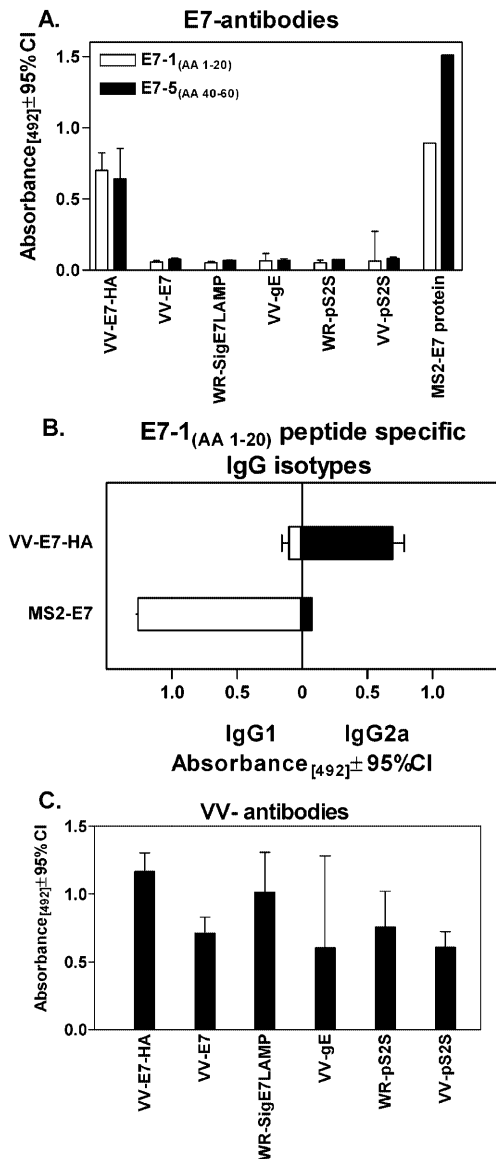 A.
E7-antibodies
Absorbance[492]± 95% CI
1.5
1.0
0.5
0.0
E7-1(AA 1-20)
E7-5(AA 40-60)
VV-E7-HA
VV-E7
WR-SigE7LAMP
VV-gE
WR-pS2S
VV-pS2S
MS2-E7 protein
B.
E7-1(AA 1-20) peptide specific
IgG isotypes
VV-E7-HA
MS2-E7
1.0 0.5 0 0.5 1.0
IgG1 IgG2a
Absorbance[492]± 95%CI
C.
VV- antibodies
Absorbance[492]± 95% CI
1.5
1.0
0.5
0.0
VV-E7-HA
VV-E7
WR-SigE7LAMP
VV-gE
WR-pS2S
VV-pS2S